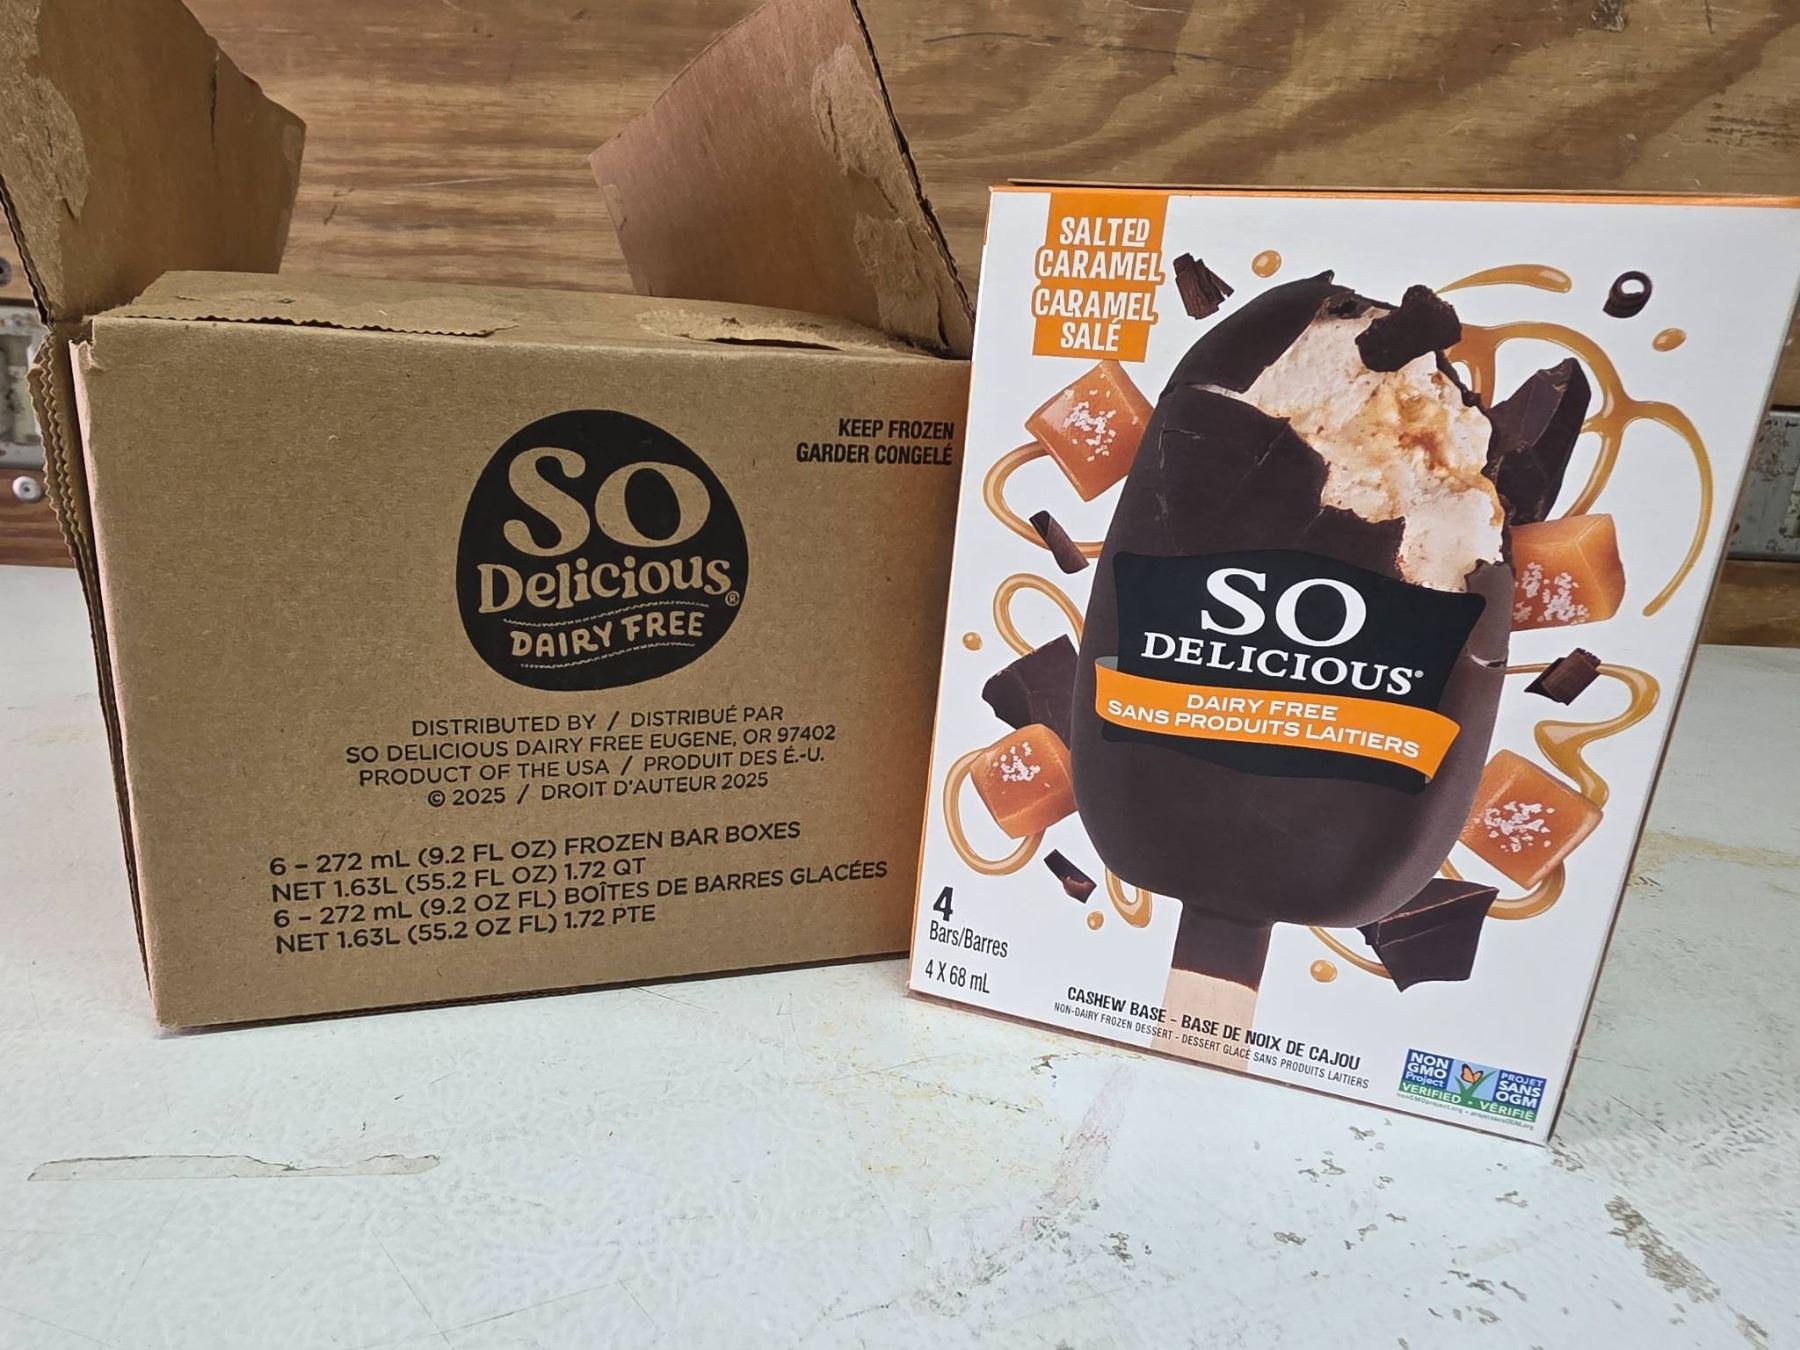 KEEP FROZEN
GARDER CONGELÉ
SO
Delicious®
DAIRY FREE
DISTRIBUTED BY / DISTRIBUÉ PAR
SO DELICIOUS DAIRY FREE EUGENE, OR 97402
PRODUCT OF THE USA / PRODUIT DES É.-U.
© 2025 / DROIT D'AUTEUR 2025
6 – 272 mL (9.2 FL OZ) FROZEN BAR BOXES
NET 1.63L (55.2 FL OZ) 1.72 QT
6 – 272 mL (9.2 OZ FL) BOÎTES DE BARRES GLACÉES
NET 1.63L (55.2 OZ FL) 1.72 PTE
SALTED
CARAMEL
CARAMEL
SALÉ
SO
DELICIOUS®
DAIRY FREE
SANS PRODUITS LAITIERS
4
Bars/Barres
4 X 68 mL
CASHEW BASE – BASE DE NOIX DE CAJOU
NON-DAIRY FROZEN DESSERT - DESSERT GLACÉ SANS PRODUITS LAITIERS
NON
GMO
Project
VERIFIED
PROJET
SANS
OGM
VÉRIFIÉ
nonGMOproject.org • projetsansOGM.org